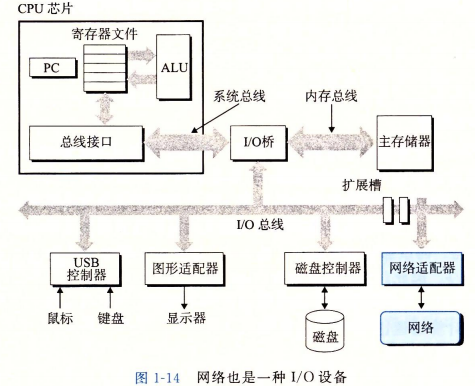 CPU 芯片
寄存器文件
PC
ALU
系统总线
内存总线
总线接口
I/O桥
主存储器
扩展槽
I/O 总线
USB
控制器
图形适配器
磁盘控制器
网络适配器
鼠标
键盘
显示器
磁盘
网络
图 1-14 网络也是一种 I/O 设备